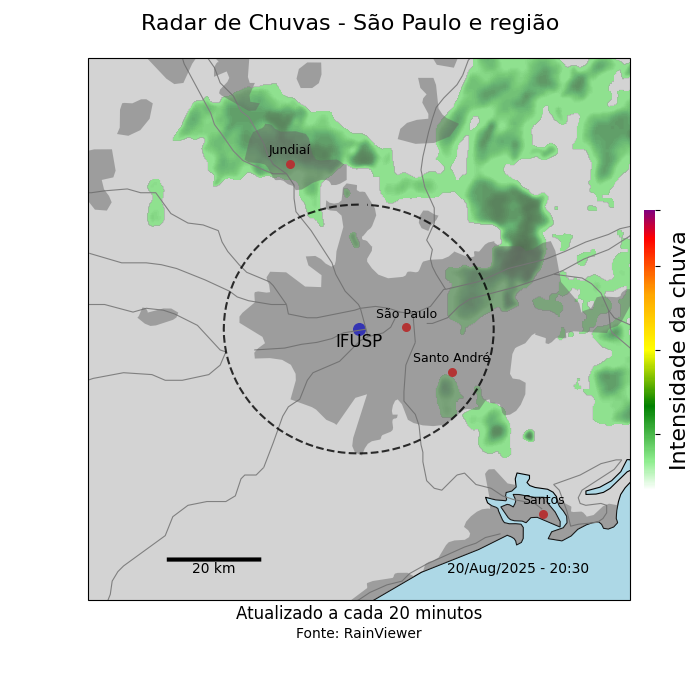 Radar de Chuvas - São Paulo e região
Jundiaí
São Paulo
IFUSP
Santo André
Santos
20 km
20/Aug/2025 - 20:30
Intensidade da chuva
Atualizado a cada 20 minutos
Fonte: RainViewer